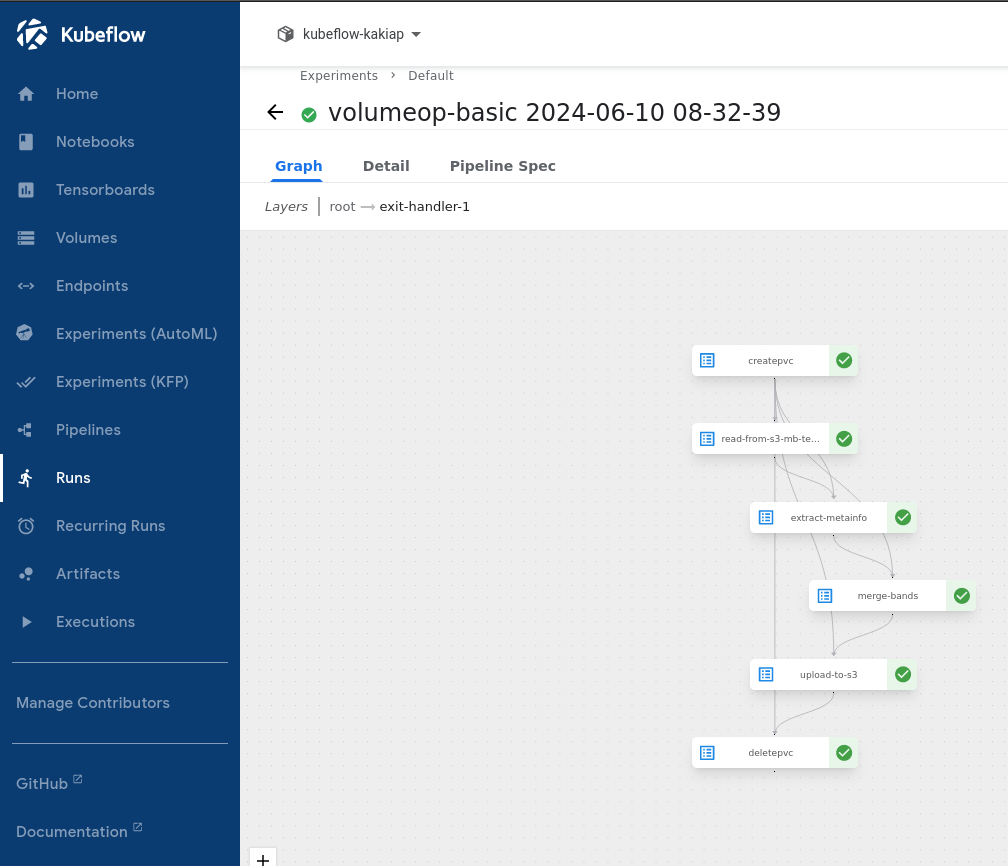 Kubeflow
Home
Notebooks
Tensorboards
Volumes
Endpoints
Experiments (AutoML)
Experiments (KFP)
Pipelines
Runs
Recurring Runs
Artifacts
Executions
Manage Contributors
GitHub
Documentation
kubeflow-kakiap
Experiments > Default
volumeop-basic 2024-06-10 08-32-39
Graph Detail Pipeline Spec
Layers root → exit-handler-1
createpvc
read-from-s3-mb-te...
extract-metainfo
merge-bands
upload-to-s3
deletepvc
+